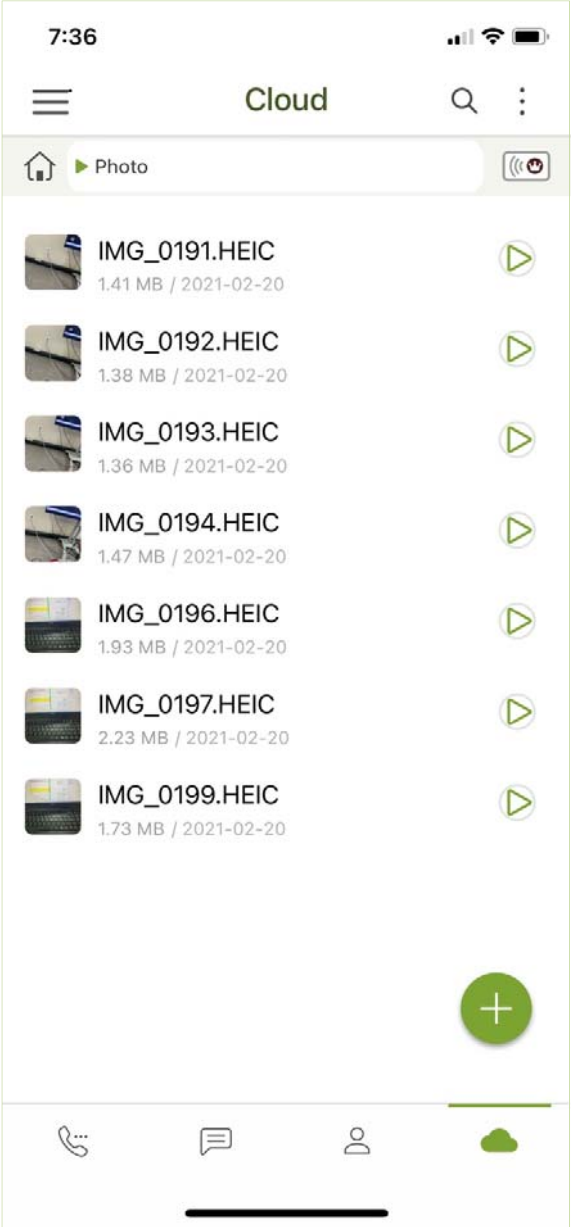 7:36
Cloud
Photo
IMG_0191.HEIC
1.41 MB / 2021-02-20
IMG_0192.HEIC
1.38 MB / 2021-02-20
IMG_0193.HEIC
1.36 MB / 2021-02-20
IMG_0194.HEIC
1.47 MB / 2021-02-20
IMG_0196.HEIC
1.93 MB / 2021-02-20
IMG_0197.HEIC
2.23 MB / 2021-02-20
IMG_0199.HEIC
1.73 MB / 2021-02-20